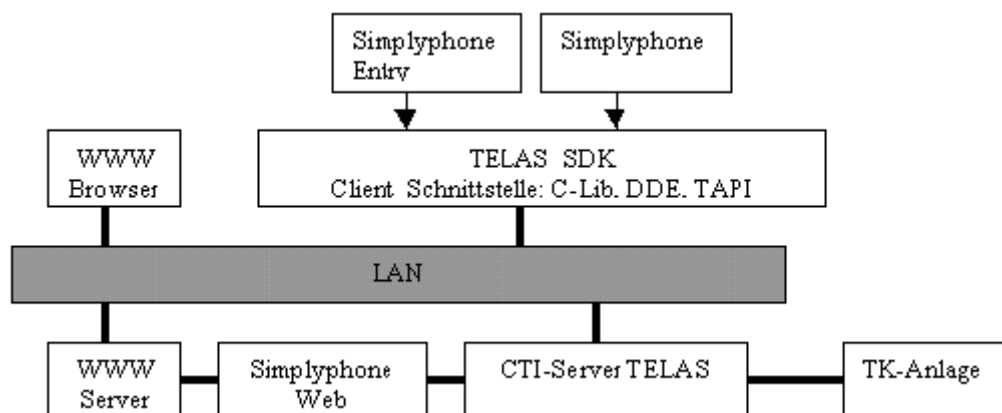 Simplyphone
Entry
Simplyphone
WWW
Browser
TELAS SDK
Client Schnittstelle: C-Lib, DDE, TAPI
LAN
WWW
Server
Simplyphone
Web
CTI-Server TELAS
TK-Anlage